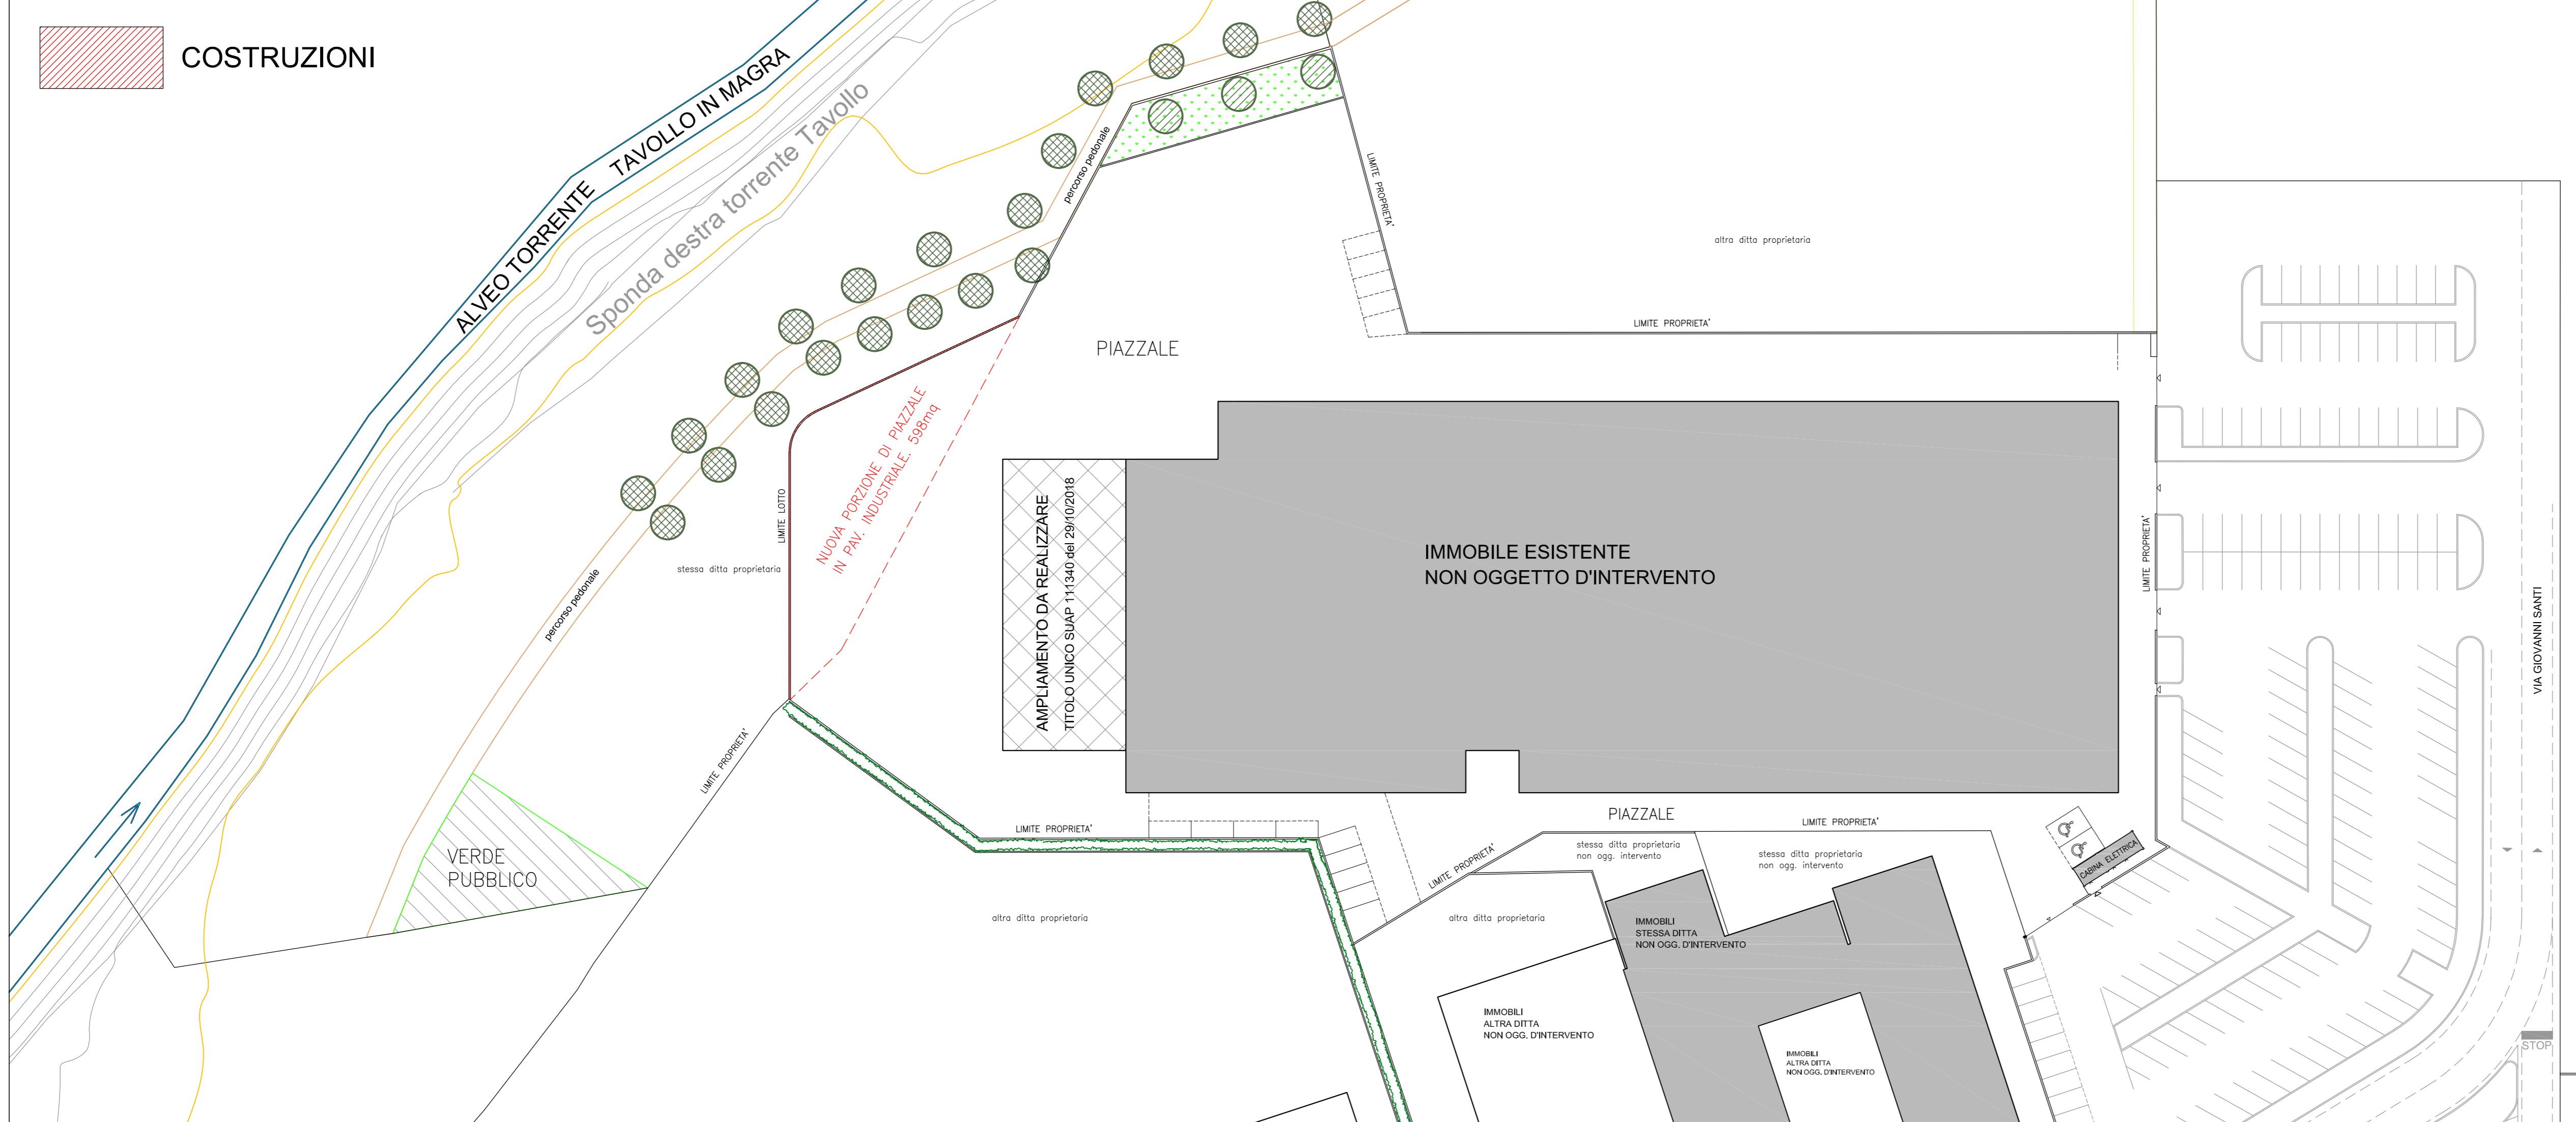 COSTRUZIONI
ALVEO TORRENTE TAVOLLO IN MAGRA
Sponda destra torrente Tavollo
percorso pedonale
LIMITE PROPRIETA'
altra ditta proprietaria
LIMITE PROPRIETA'
PIAZZALE
NUOVA PORZIONE DI PIAZZALE
IN PAV. INDUSTRIALE, 598mq
LIMITE LOTTO
stessa ditta proprietaria
percorso pedonale
AMPLIAMENTO DA REALIZZARE
TITOLO UNICO SUAP 111340 del 29/10/2018
IMMOBILE ESISTENTE
NON OGGETTO D'INTERVENTO
LIMITE PROPRIETA'
VIA GIOVANNI SANTI
LIMITE PROPRIETA'
VERDE
PUBBLICO
LIMITE PROPRIETA'
PIAZZALE
LIMITE PROPRIETA'
LIMITE PROPRIETA'
stessa ditta proprietaria
non ogg. intervento
stessa ditta proprietaria
non ogg. intervento
CABINA ELETTRICA
altra ditta proprietaria
altra ditta proprietaria
IMMOBILI
STESSA DITTA
NON OGG. D'INTERVENTO
IMMOBILI
ALTRA DITTA
NON OGG. D'INTERVENTO
IMMOBILI
ALTRA DITTA
NON OGG. D'INTERVENTO
STOP